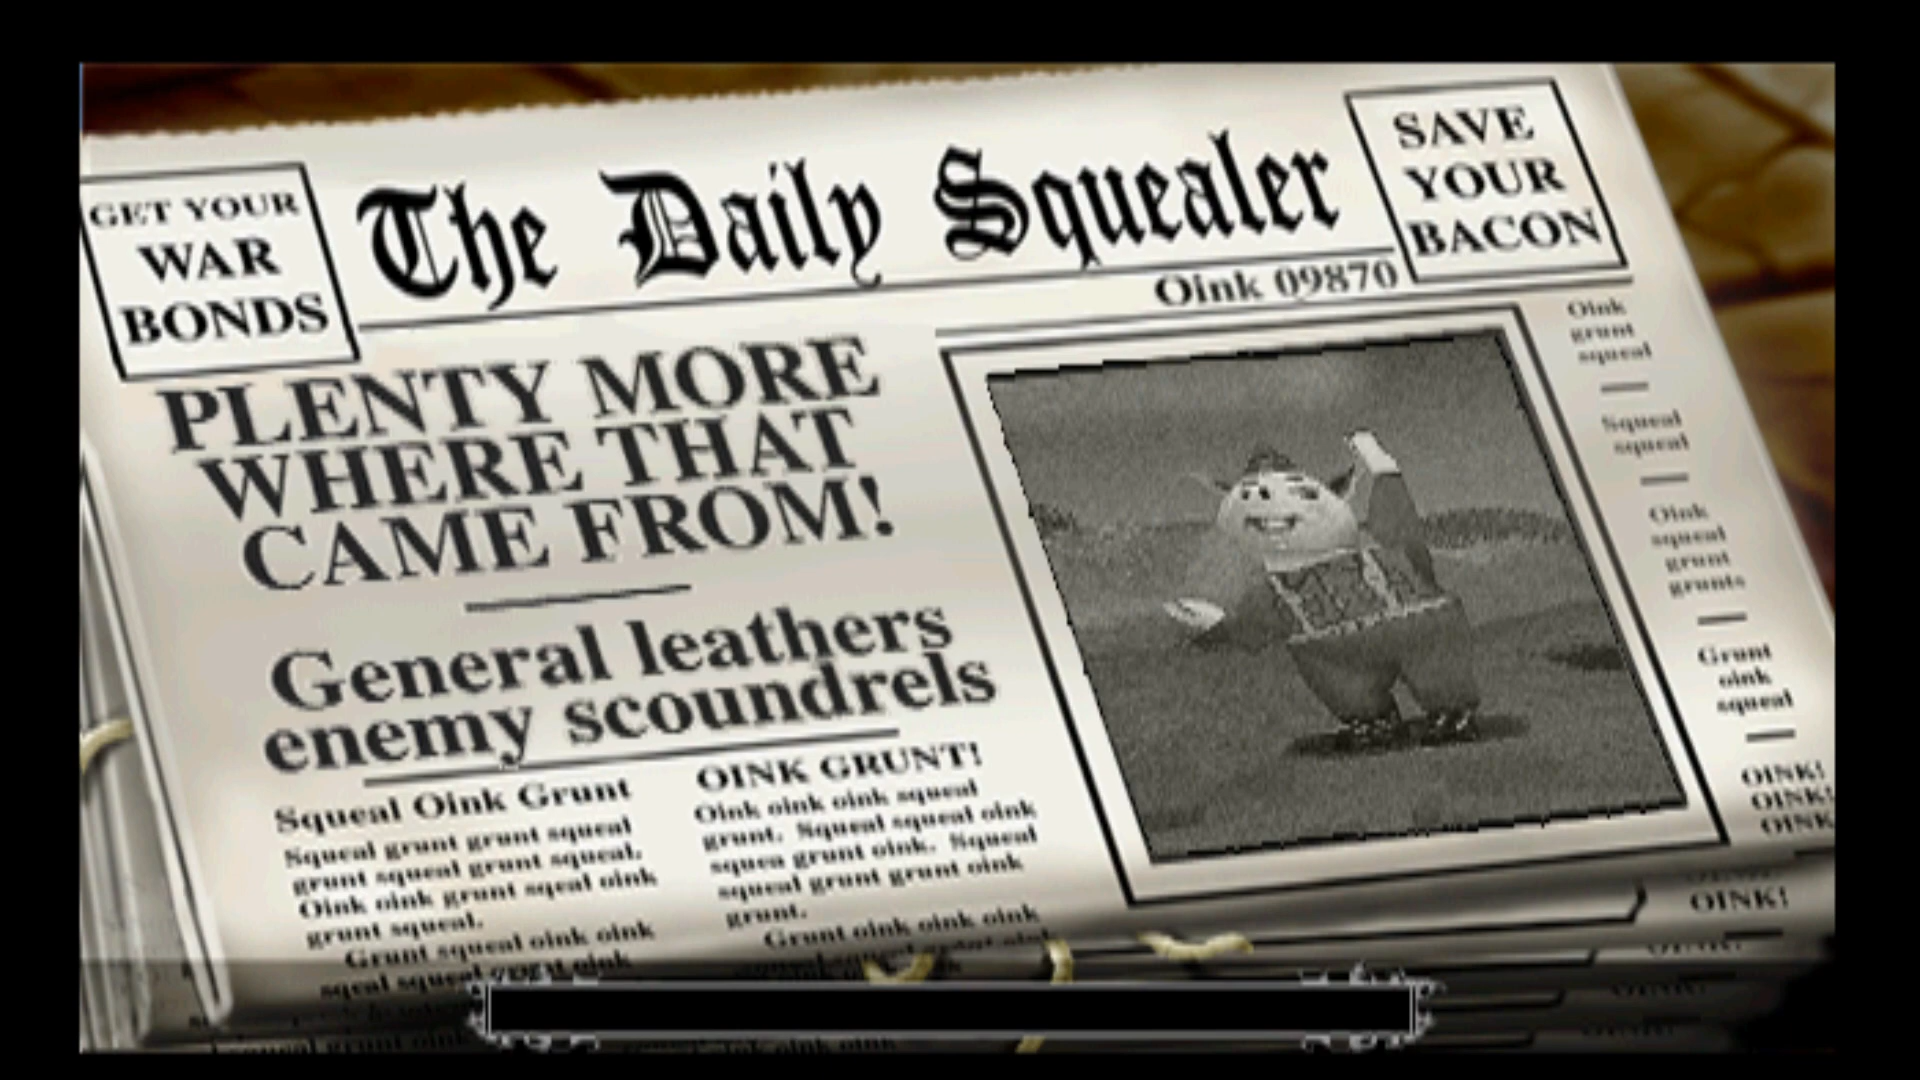 GET YOUR
WAR
BONDS
The Daily Squealer
SAVE
YOUR
BACON
Oink 09870
PLENTY MORE
WHERE THAT
CAME FROM!
General leathers
enemy scoundrels
Squeal Oink Grunt
Squeal grunt grunt squeal
grunt squeal grunt squeal.
Oink oink grunt sqeal oink
grunt squeal.
Grunt squeal oink oink
sqeal squeal grunt oink
OINK GRUNT!
Oink oink oink squeal
grunt. Squeal squeal oink
squea grunt oink. Squeal
squeal grunt grunt oink
grunt.
Grunt oink oink oink
Oink
grunt
squeal
Squeal
squeal
Oink
squeal
grunt
grunts
Grunt
oink
squeal
OINK!
OINK!
OINK
OINK!